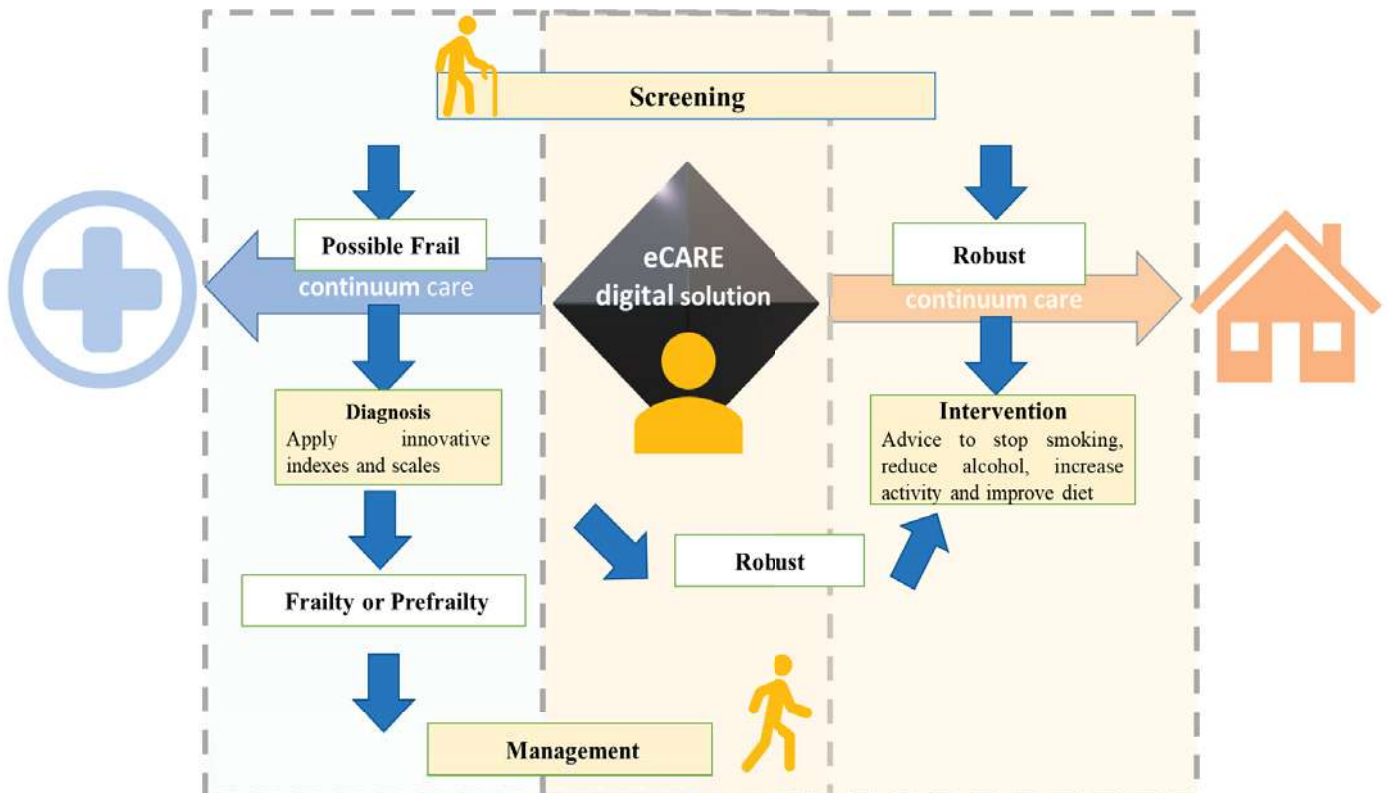 Screening
Possible Frail
continuum care
eCARE
digital solution
Robust
continuum care
Diagnosis
Apply innovative
indexes and scales
Intervention
Advice to stop smoking,
reduce alcohol, increase
activity and improve diet
Robust
Frailty or Prefrailty
Management